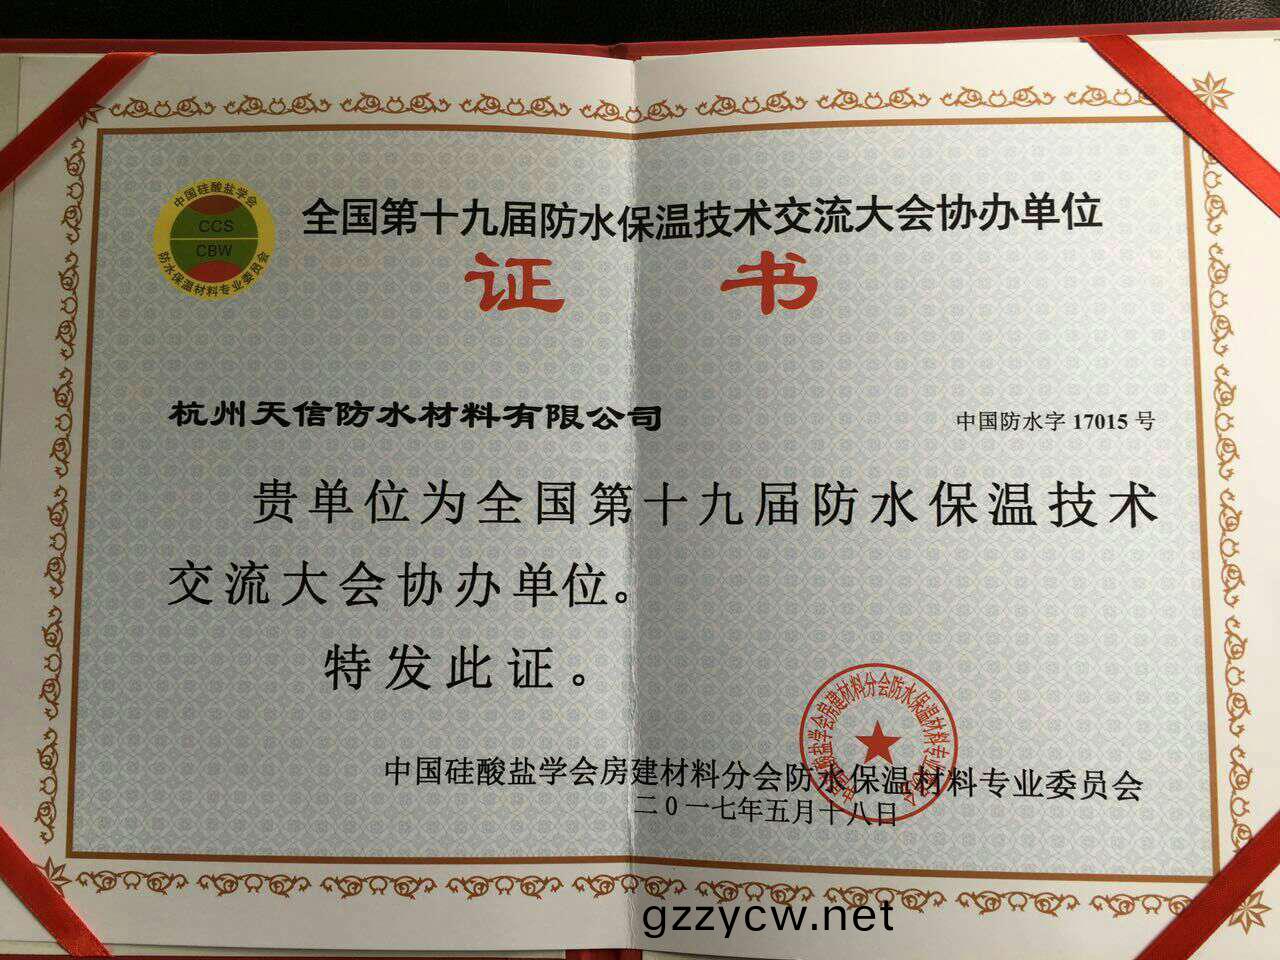 中国硅酸盐学会
CCS
CBW
防水保温材料专业委员会
全国第十九届防水保温技术交流大会协办单位
证书
杭州天信防水材料有限公司
中国防水字 17015 号
贵单位为全国第十九届防水保温技术
交流大会协办单位。
特发此证。
中国硅酸盐学会房建材料分会防水保温材料专业委员会
二0一七年五月十八日
gzzycw.net